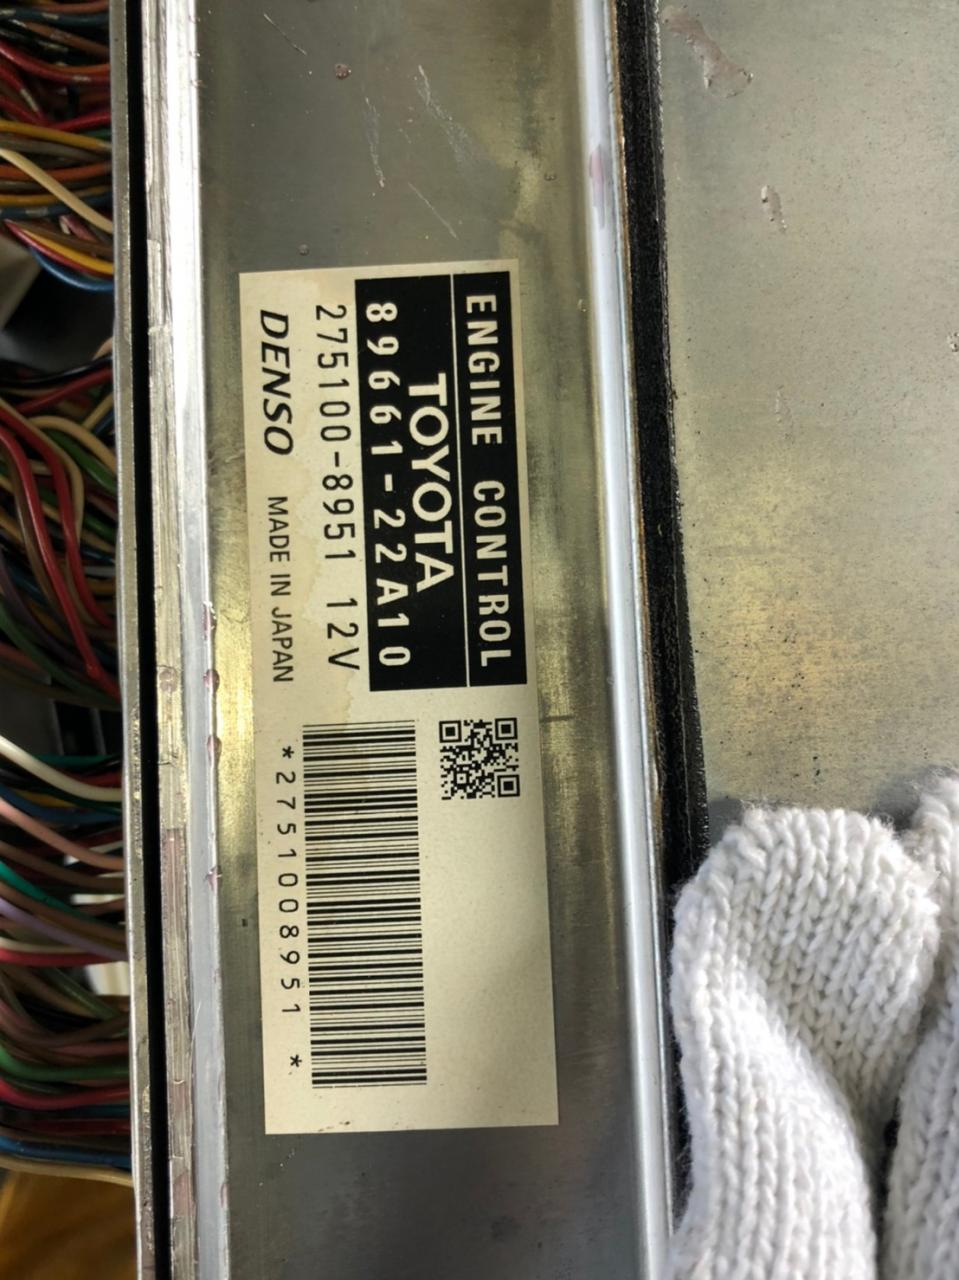 ENGINE CONTROL
TOYOTA
89661-22A10
275100-8951 12V
DENSO MADE IN JAPAN
*2751008951 *